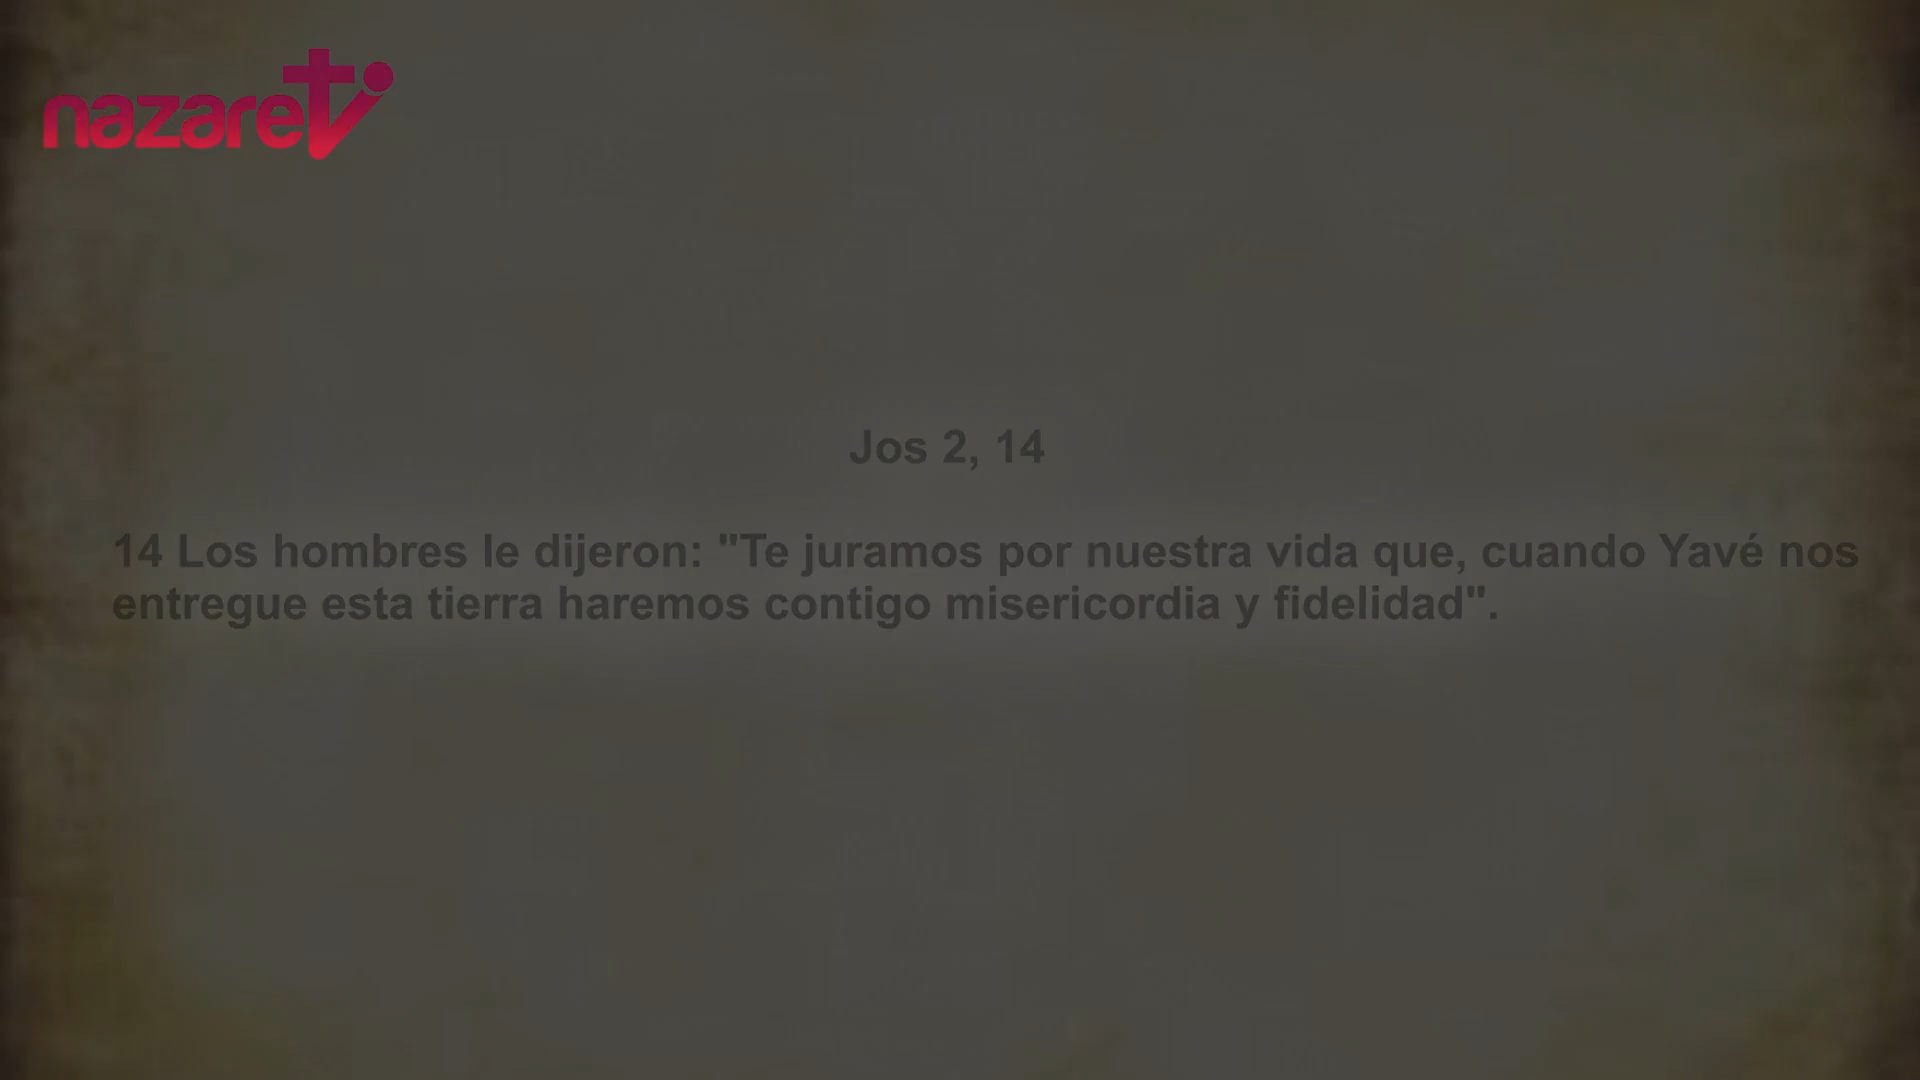 nazaretv
Jos 2, 14
14 Los hombres le dijeron: "Te juramos por nuestra vida que, cuando Yavé nos
entregue esta tierra haremos contigo misericordia y fidelidad".